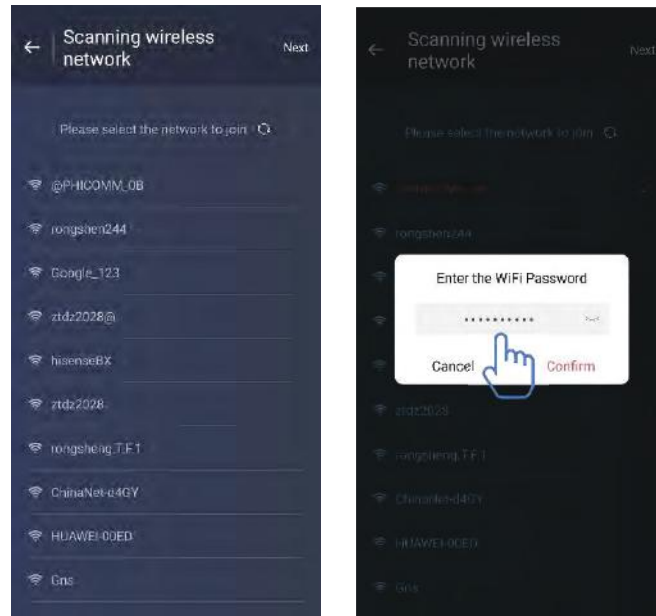 Scanning wireless
network
Next
Please select the network to join
@PHICOMM_0B
rongshen244
Google_123
ztdz2028@
hisenseBX
ztdz2028
rongsheng.T.F.1
ChinaNet-d4GY
HUAWEI-00ED
Gns
Scanning wireless
network
Next
Please select the network to join
rongshen244
Enter the WiFi Password
••••••••••
Cancel
Confirm
ztdz2028
rongsheng.T.F.1
ChinaNet-d4GY
HUAWEI-00ED
Gns